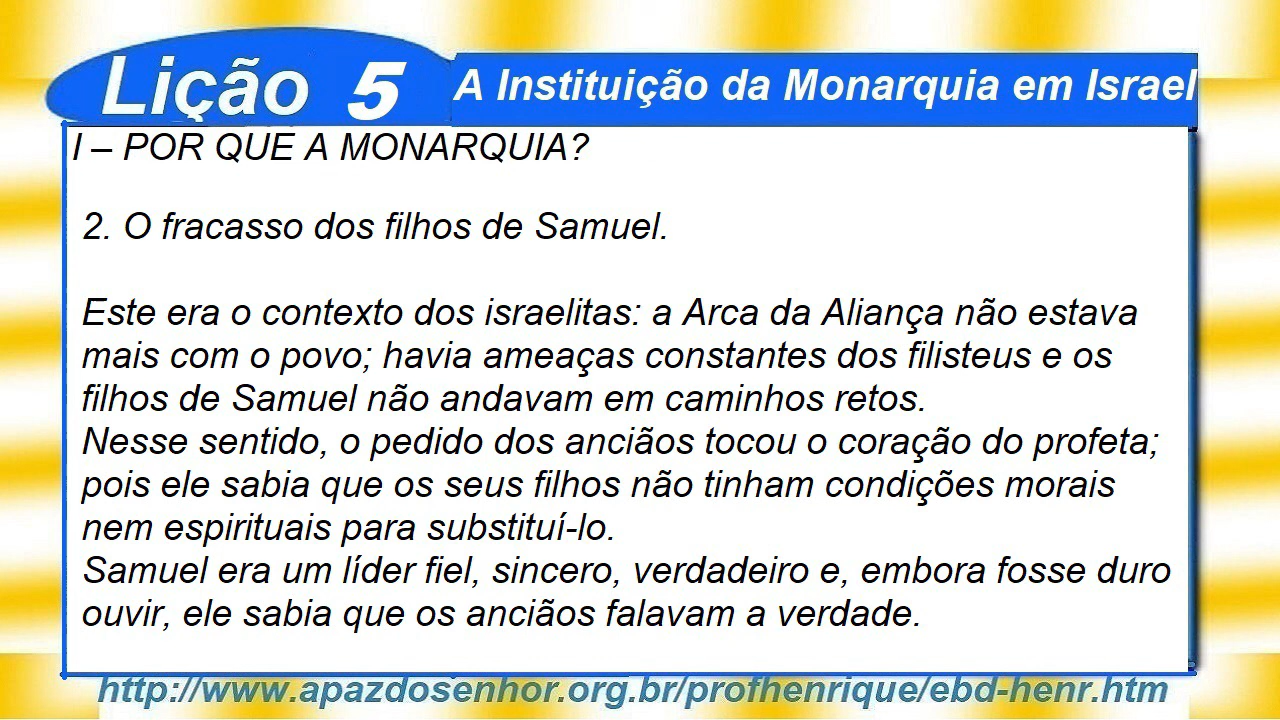 Lição 5
A Instituição da Monarquia em Israel
I – POR QUE A MONARQUIA?
2. O fracasso dos filhos de Samuel.
Este era o contexto dos israelitas: a Arca da Aliança não estava
mais com o povo; havia ameaças constantes dos filisteus e os
filhos de Samuel não andavam em caminhos retos.
Nesse sentido, o pedido dos anciãos tocou o coração do profeta;
pois ele sabia que os seus filhos não tinham condições morais
nem espirituais para substituí-lo.
Samuel era um líder fiel, sincero, verdadeiro e, embora fosse duro
ouvir, ele sabia que os anciãos falavam a verdade.
http://www.apazdosenhor.org.br/profhenrique/ebd-henr.htm